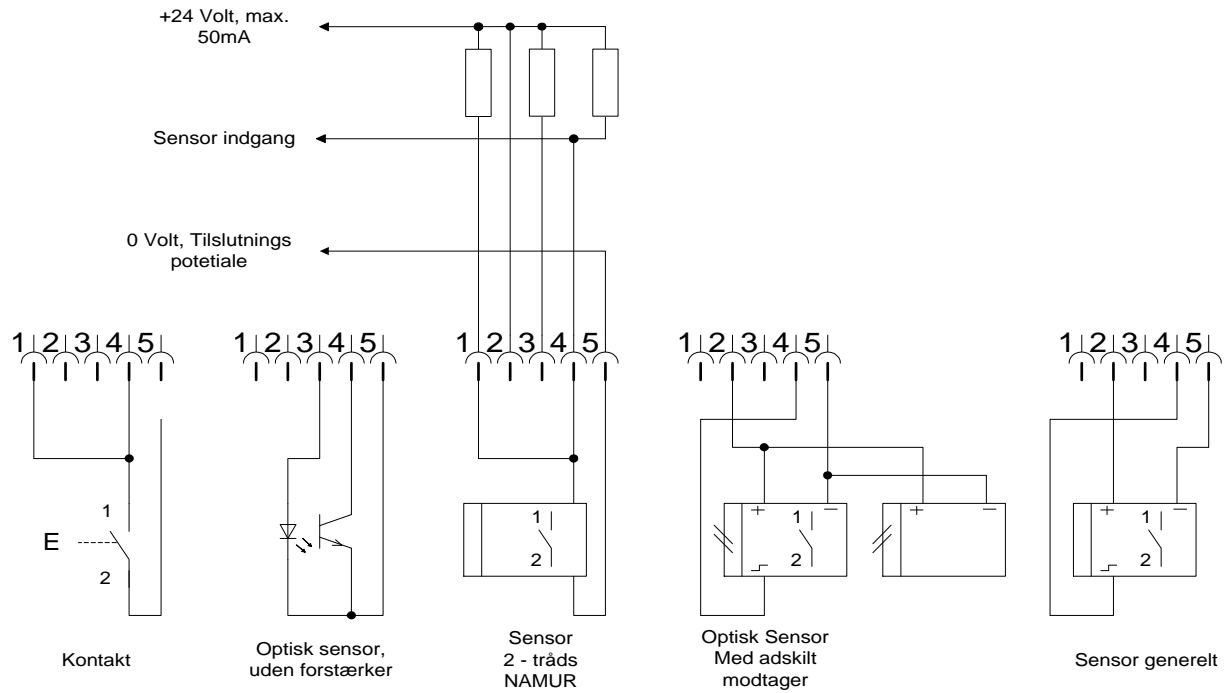 +24 Volt, max.
50mA
Sensor indgang
0 Volt, Tilslutnings
potetiale
1 2 3 4 5
1 2 3 4 5
1 2 3 4 5
1 2 3 4 5
1 2 3 4 5
E
1
2
1
2
+ −
1
2
+ −
+ −
1
2
Kontakt
Optisk sensor,
uden forstærker
Sensor
2 - tråds
NAMUR
Optisk Sensor
Med adskilt
modtager
Sensor generelt